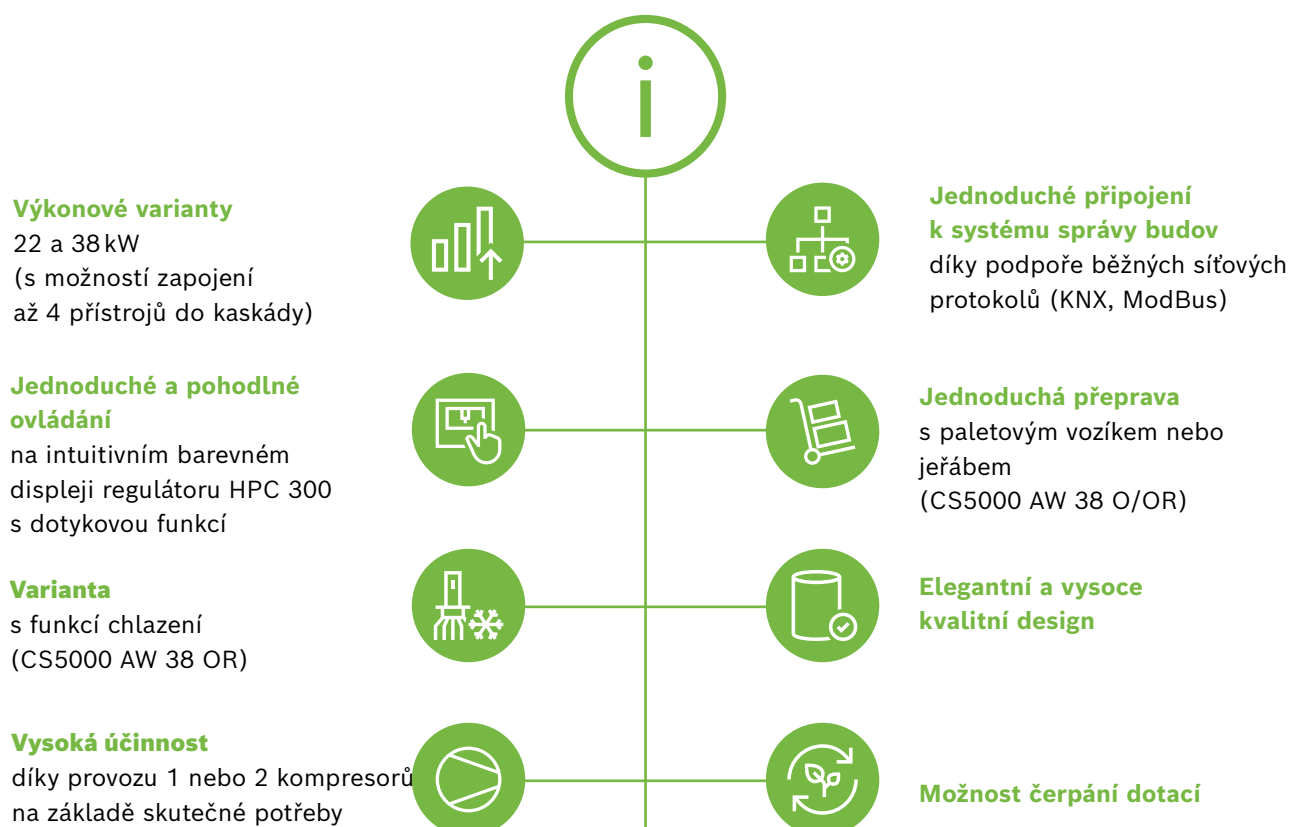 i
Výkonové varianty
22 a 38 kW
(s možností zapojení
až 4 přístrojů do kaskády)
Jednoduché a pohodlné
ovládání
na intuitivním barevném
displeji regulátoru HPC 300
s dotykovou funkcí
Varianta
s funkcí chlazení
(CS5000 AW 38 OR)
Vysoká účinnost
díky provozu 1 nebo 2 kompresorů
na základě skutečné potřeby
Jednoduché připojení
k systému správy budov
díky podpoře běžných síťových
protokolů (KNX, ModBus)
Jednoduchá přeprava
s paletovým vozíkem nebo
jeřábem
(CS5000 AW 38 O/OR)
Elegantní a vysoce
kvalitní design
Možnost čerpání dotací